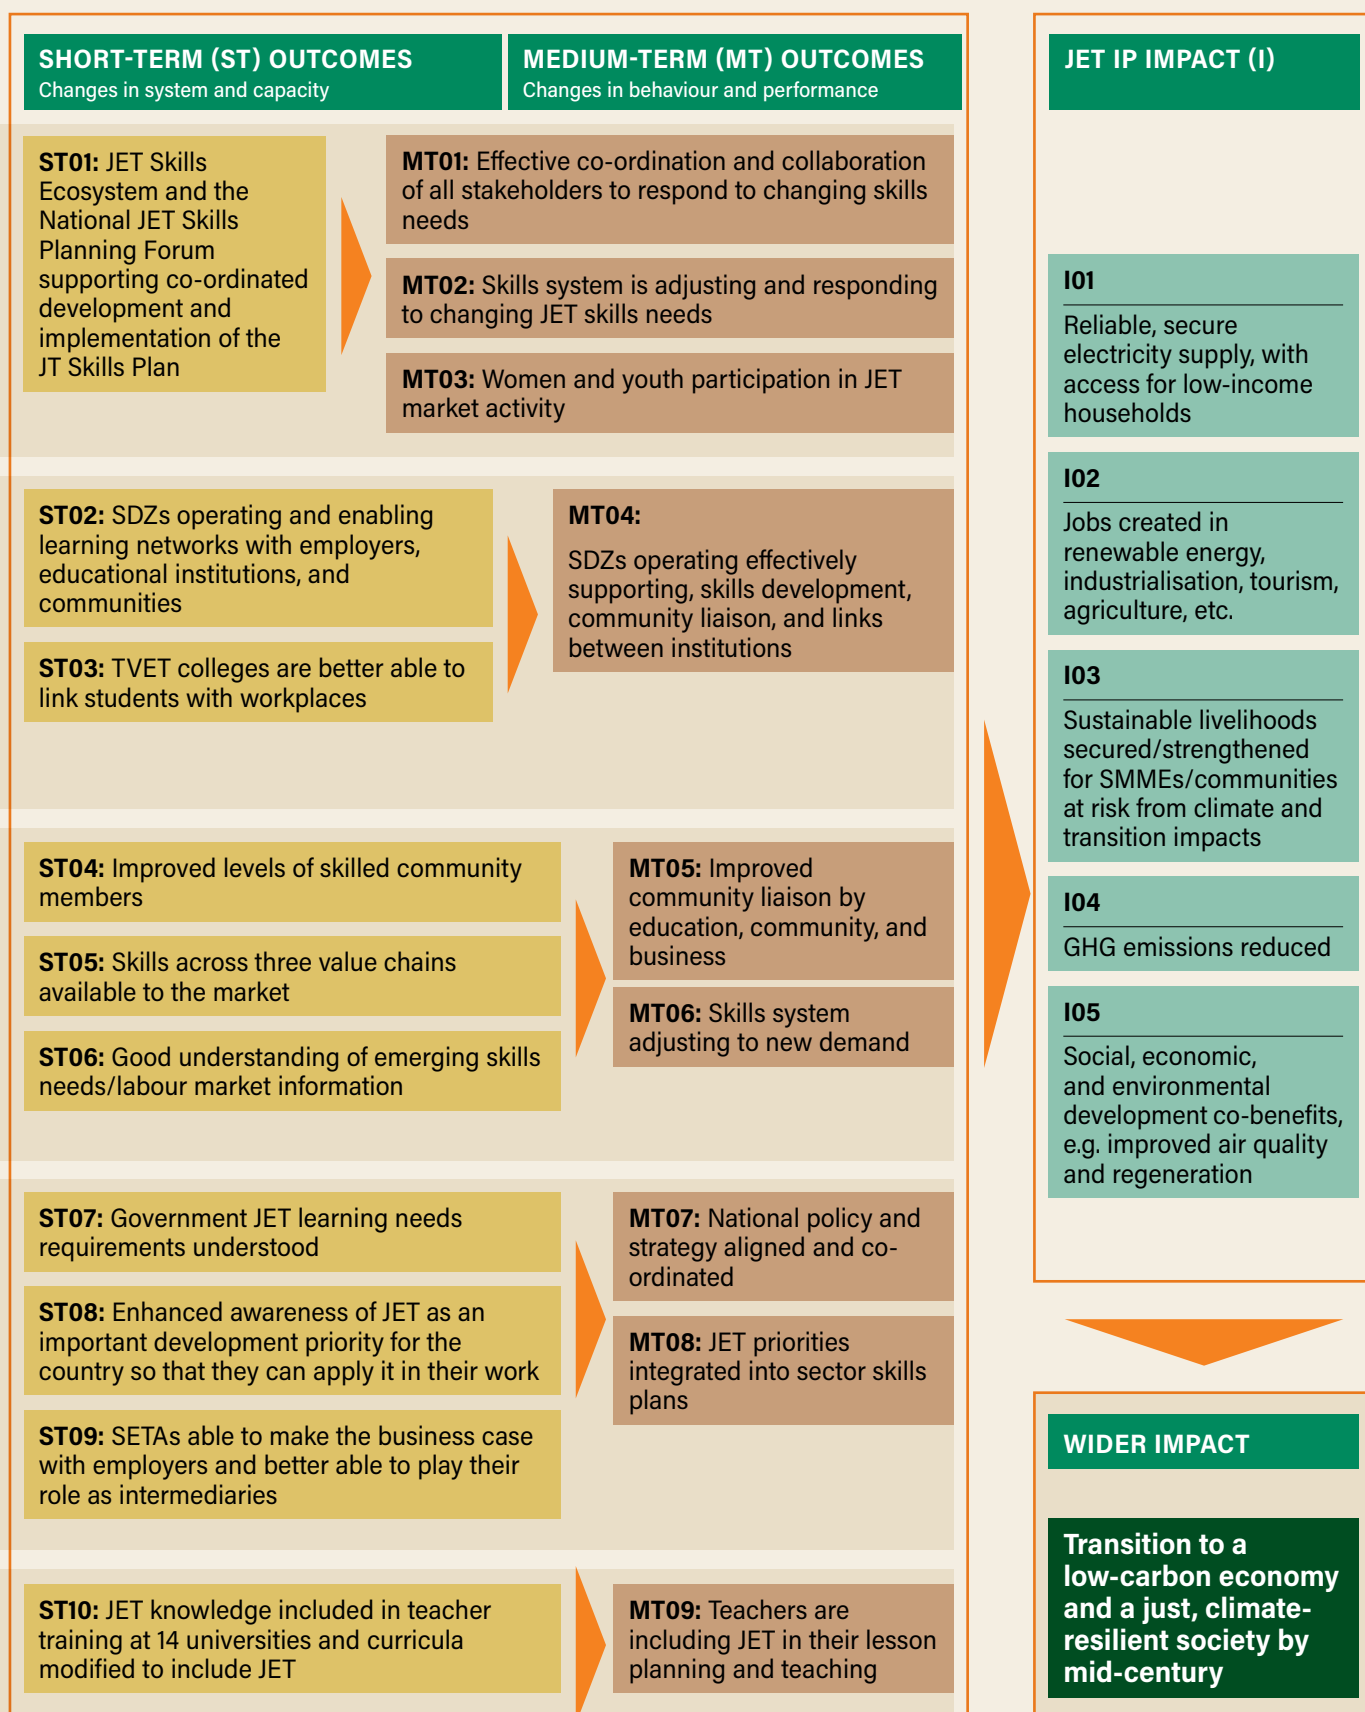 SHORT-TERM (ST) OUTCOMES
Changes in system and capacity
MEDIUM-TERM (MT) OUTCOMES
Changes in behaviour and performance
ST01: JET Skills
Ecosystem and the
National JET Skills
Planning Forum
supporting co-ordinated
development and
implementation of the
JT Skills Plan
MT01: Effective co-ordination and collaboration
of all stakeholders to respond to changing skills
needs
MT02: Skills system is adjusting and responding
to changing JET skills needs
MT03: Women and youth participation in JET
market activity
ST02: SDZs operating and enabling
learning networks with employers,
educational institutions, and
communities
ST03: TVET colleges are better able to
link students with workplaces
MT04:
SDZs operating effectively
supporting, skills development,
community liaison, and links
between institutions
ST04: Improved levels of skilled community
members
ST05: Skills across three value chains
available to the market
ST06: Good understanding of emerging skills
needs/labour market information
MT05: Improved
community liaison by
education, community, and
business
MT06: Skills system
adjusting to new demand
ST07: Government JET learning needs
requirements understood
ST08: Enhanced awareness of JET as an
important development priority for the
country so that they can apply it in their work
ST09: SETAs able to make the business case
with employers and better able to play their
role as intermediaries
MT07: National policy and
strategy aligned and co-
ordinated
MT08: JET priorities
integrated into sector skills
plans
ST10: JET knowledge included in teacher
training at 14 universities and curricula
modified to include JET
MT09: Teachers are
including JET in their lesson
planning and teaching
JET IP IMPACT (I)
I01
Reliable, secure
electricity supply, with
access for low-income
households
I02
Jobs created in
renewable energy,
industrialisation, tourism,
agriculture, etc.
I03
Sustainable livelihoods
secured/strengthened
for SMMEs/communities
at risk from climate and
transition impacts
I04
GHG emissions reduced
I05
Social, economic,
and environmental
development co-benefits,
e.g. improved air quality
and regeneration
WIDER IMPACT
Transition to a
low-carbon economy
and a just, climate-
resilient society by
mid-century